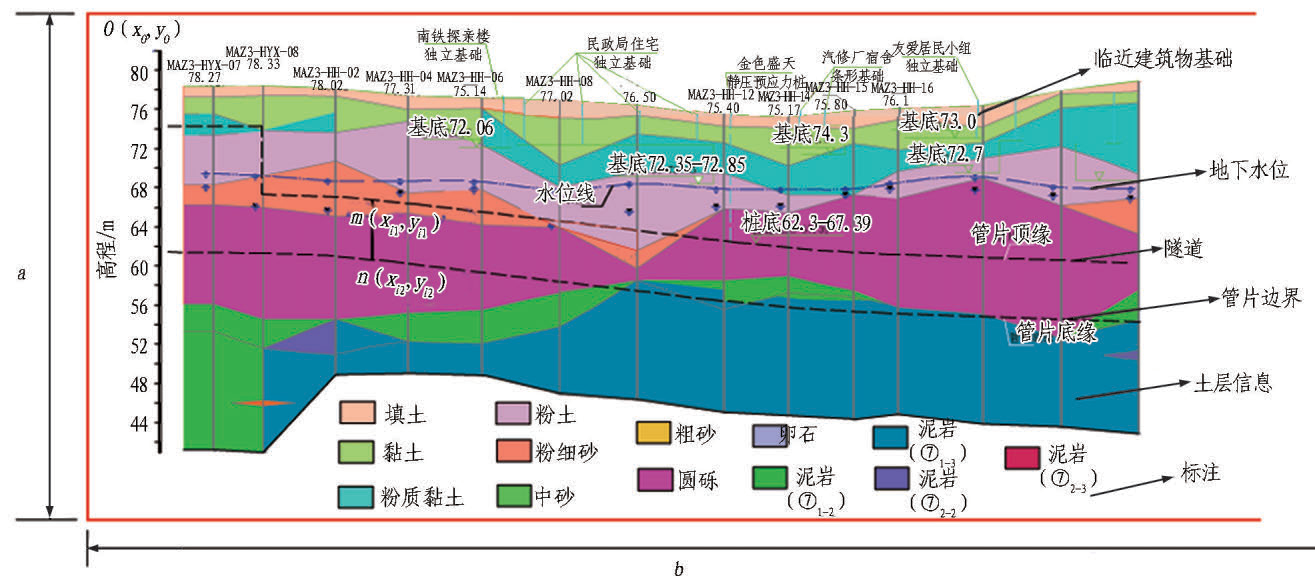 O(x₀,y₀)
MAZ3-HYX-07
78.27
MAZ3-HYX-08
78.33
MAZ3-HH-02
78.02
MAZ3-HH-04
77.31
MAZ3-HH-06
75.14
南铁探亲楼
独立基础
MAZ3-HH-08
77.02
民政局住宅
独立基础
76.50
金色盛天
静压预应力桩
MAZ3-HH-12
75.40
MAZ3-HH-14
75.17
汽修厂宿舍
条形基础
MAZ3-HH-15
75.80
友爱居民小组
独立基础
MAZ3-HH-16
76.1
临近建筑物基础
80
76
72
68
64
60
56
52
48
44
高程/m
a
基底72.06
基底72.35-72.85
基底74.3
基底73.0
基底72.7
水位线
桩底62.3-67.39
m(xᵢ₁,yᵢ₁)
n(xᵢ₂,yᵢ₂)
管片顶缘
管片底缘
地下水位
隧道
管片边界
土层信息
标注
填土
粉土
粗砂
卵石
泥岩
(⑦₁₋₃)
泥岩
(⑦₂₋₃)
黏土
粉细砂
圆砾
泥岩
(⑦₁₋₂)
泥岩
(⑦₂₋₂)
粉质黏土
中砂
b